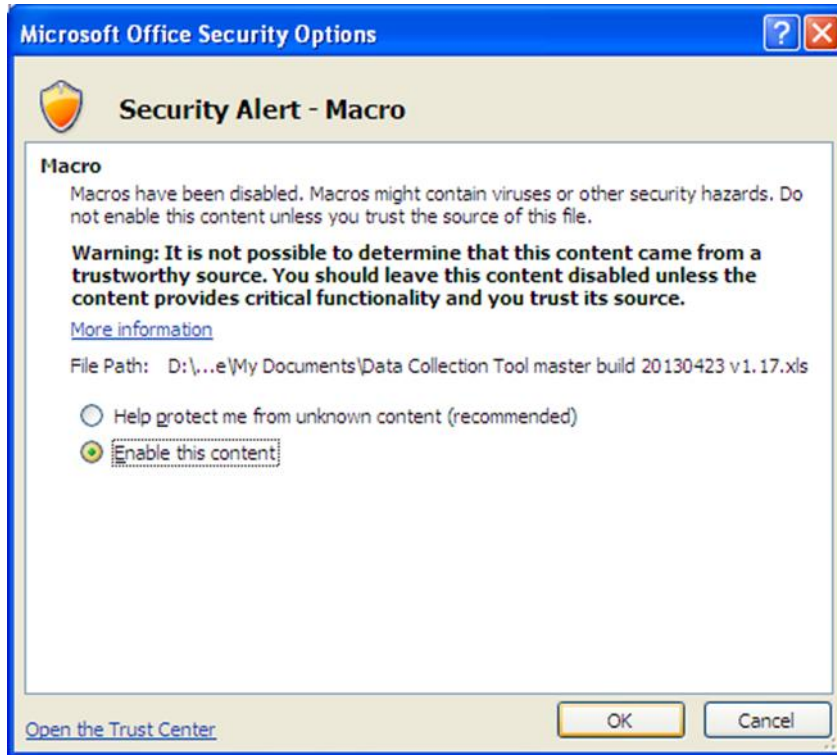 Microsoft Office Security Options
Security Alert - Macro
Macro
Macros have been disabled. Macros might contain viruses or other security hazards. Do
not enable this content unless you trust the source of this file.
Warning: It is not possible to determine that this content came from a
trustworthy source. You should leave this content disabled unless the
content provides critical functionality and you trust its source.
More information
File Path: D:\...e\My Documents\Data Collection Tool master build 20130423 v1.17.xls
Help protect me from unknown content (recommended)
Enable this content
Open the Trust Center
OK
Cancel